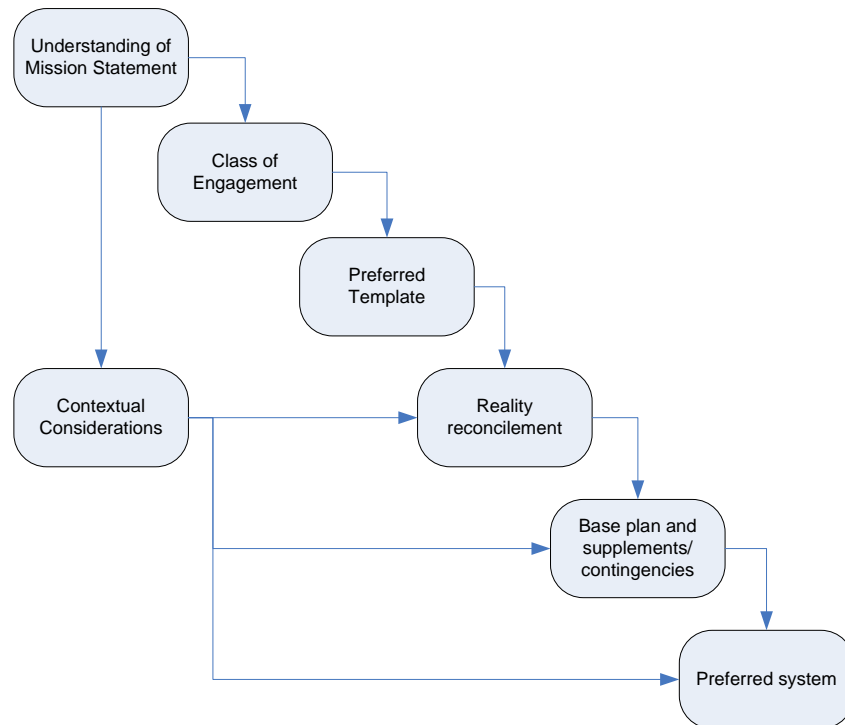 Understanding of
Mission Statement
Class of
Engagement
Preferred
Template
Contextual
Considerations
Reality
reconcilement
Base plan and
supplements/
contingencies
Preferred system